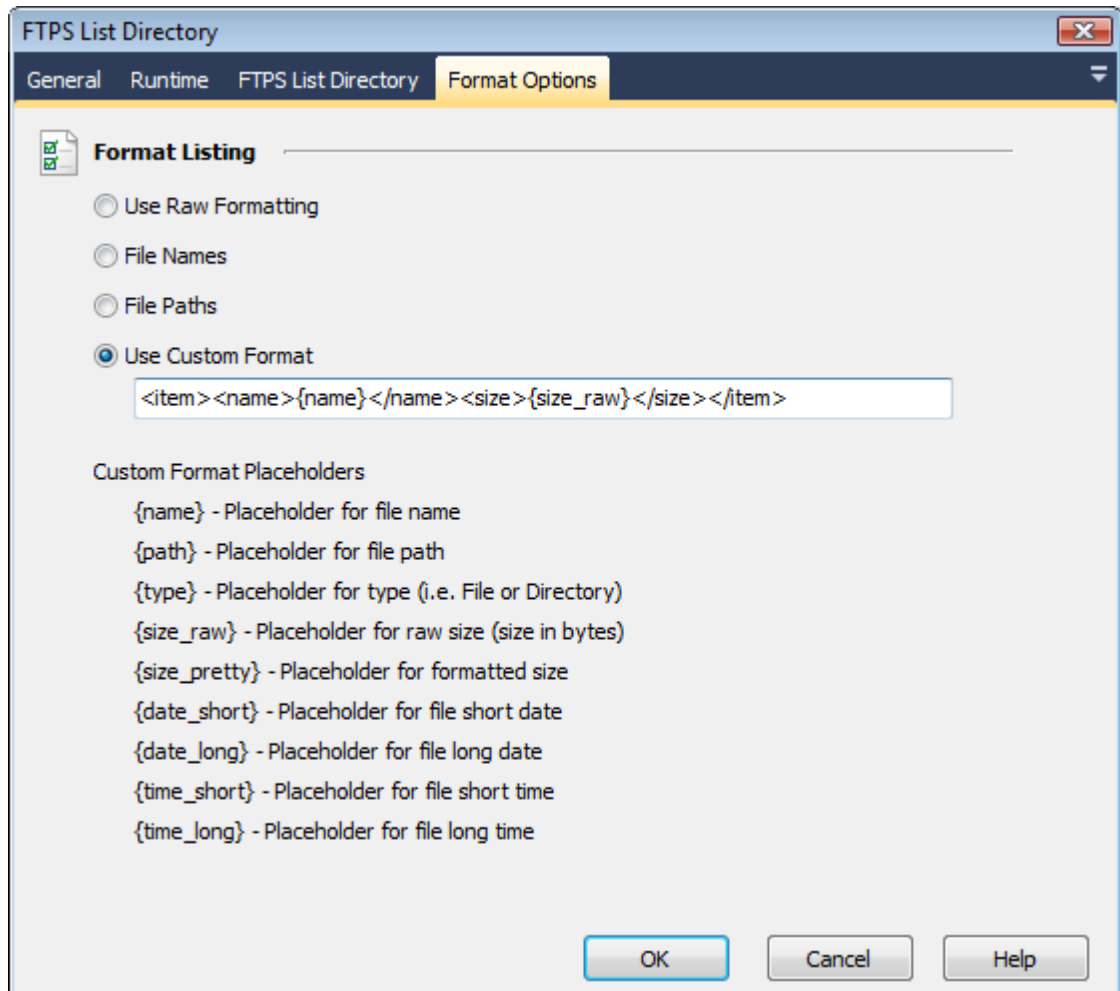 FTPS List Directory
General Runtime FTPS List Directory Format Options
Format Listing
Use Raw Formatting
File Names
File Paths
Use Custom Format
<item><name>{name}</name><size>{size_raw}</size></item>
Custom Format Placeholders
{name} - Placeholder for file name
{path} - Placeholder for file path
{type} - Placeholder for type (i.e. File or Directory)
{size_raw} - Placeholder for raw size (size in bytes)
{size_pretty} - Placeholder for formatted size
{date_short} - Placeholder for file short date
{date_long} - Placeholder for file long date
{time_short} - Placeholder for file short time
{time_long} - Placeholder for file long time
OK Cancel Help